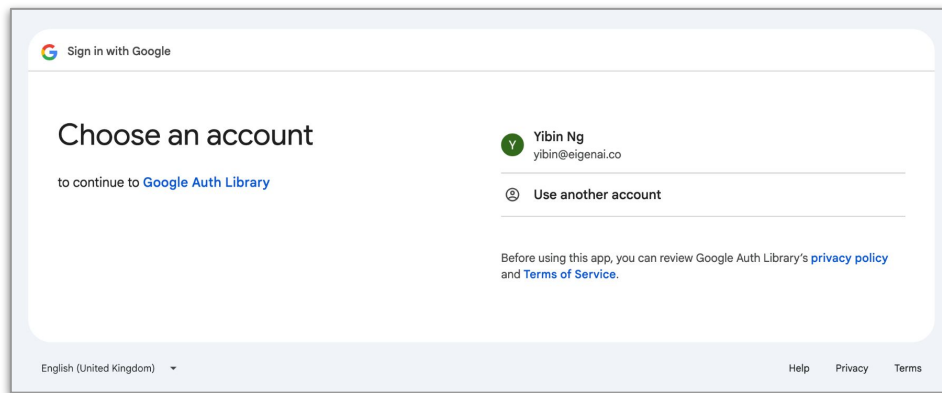 Sign in with Google
Choose an account
to continue to Google Auth Library
Y
Yibin Ng
yibin@eigenai.co
Use another account
Before using this app, you can review Google Auth Library's privacy policy
and Terms of Service.
English (United Kingdom)
Help Privacy Terms